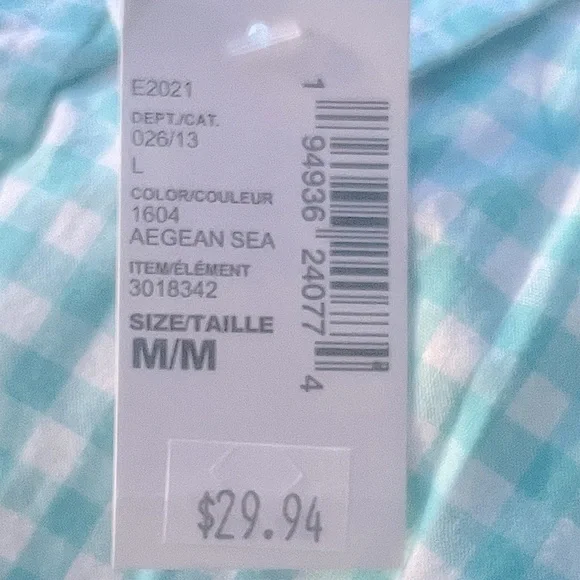 E2021
DEPT./CAT.
026/13
L
COLOR/COULEUR
1604
AEGEAN SEA
ITEM/ÉLÉMENT
3018342
SIZE/TAILLE
M/M
1 94936 24077 4
$29.94